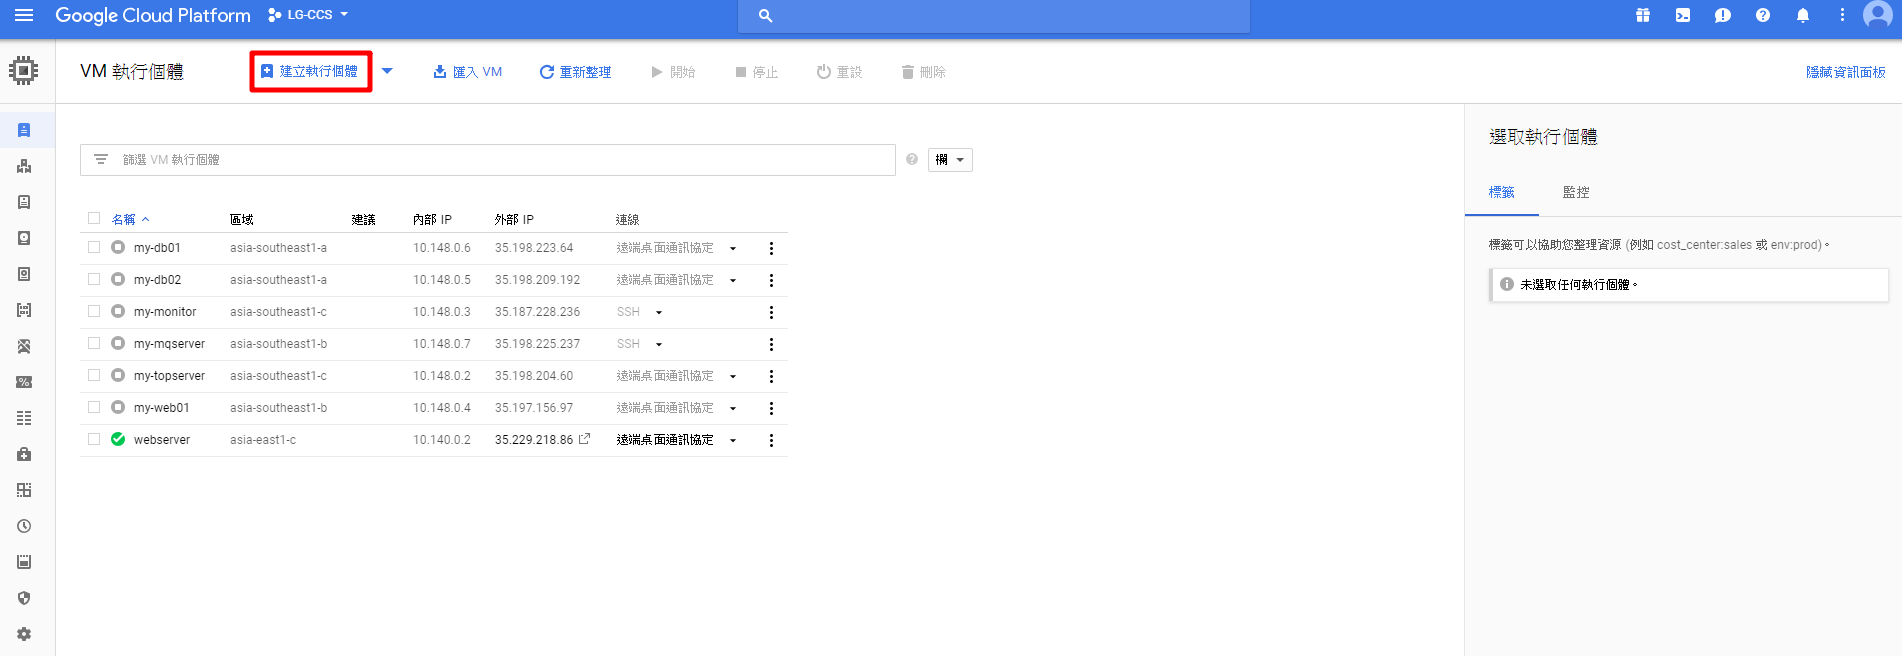 Google Cloud Platform LG-CCS
VM 執行個體 建立執行個體 匯入 VM 重新整理 開始 停止 重設 刪除 隱藏資訊面板
篩選 VM 執行個體 欄
名稱 區域 建議 內部 IP 外部 IP 連線
my-db01 asia-southeast1-a 10.148.0.6 35.198.223.64 遠端桌面通訊協定
my-db02 asia-southeast1-a 10.148.0.5 35.198.209.192 遠端桌面通訊協定
my-monitor asia-southeast1-c 10.148.0.3 35.187.228.236 SSH
my-mqserver asia-southeast1-b 10.148.0.7 35.198.225.237 SSH
my-topserver asia-southeast1-c 10.148.0.2 35.198.204.60 遠端桌面通訊協定
my-web01 asia-southeast1-b 10.148.0.4 35.197.156.97 遠端桌面通訊協定
webserver asia-east1-c 10.140.0.2 35.229.218.86 遠端桌面通訊協定
選取執行個體
標籤 監控
標籤可以協助您整理資源 (例如 cost_center:sales 或 env:prod)。
未選取任何執行個體。